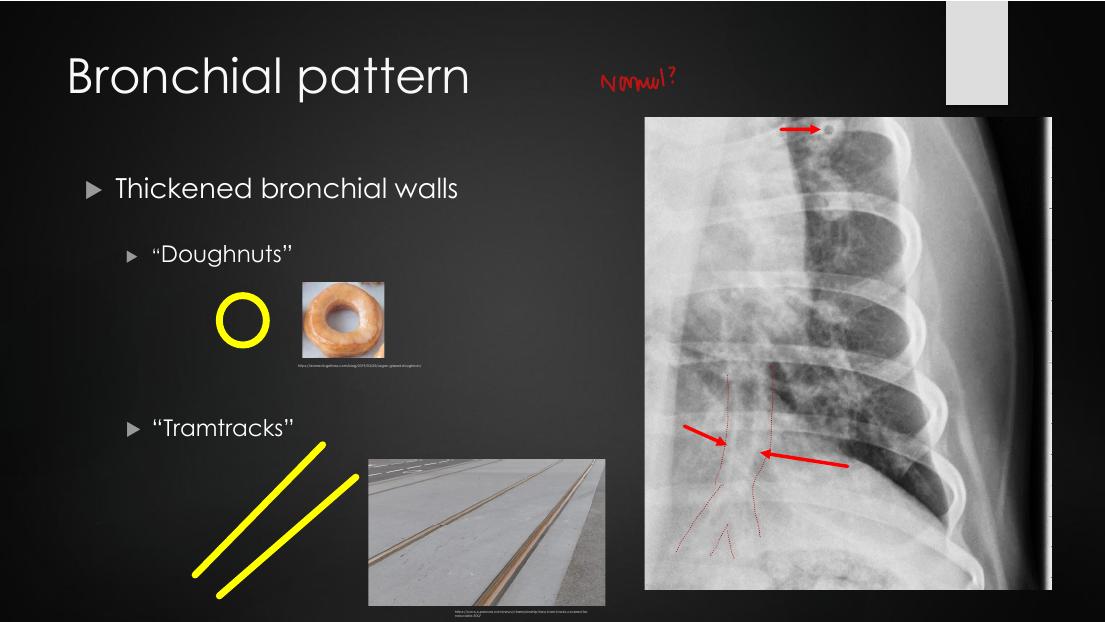 Bronchial pattern
Normal?
Thickened bronchial walls
“Doughnuts”
“Tramtracks”